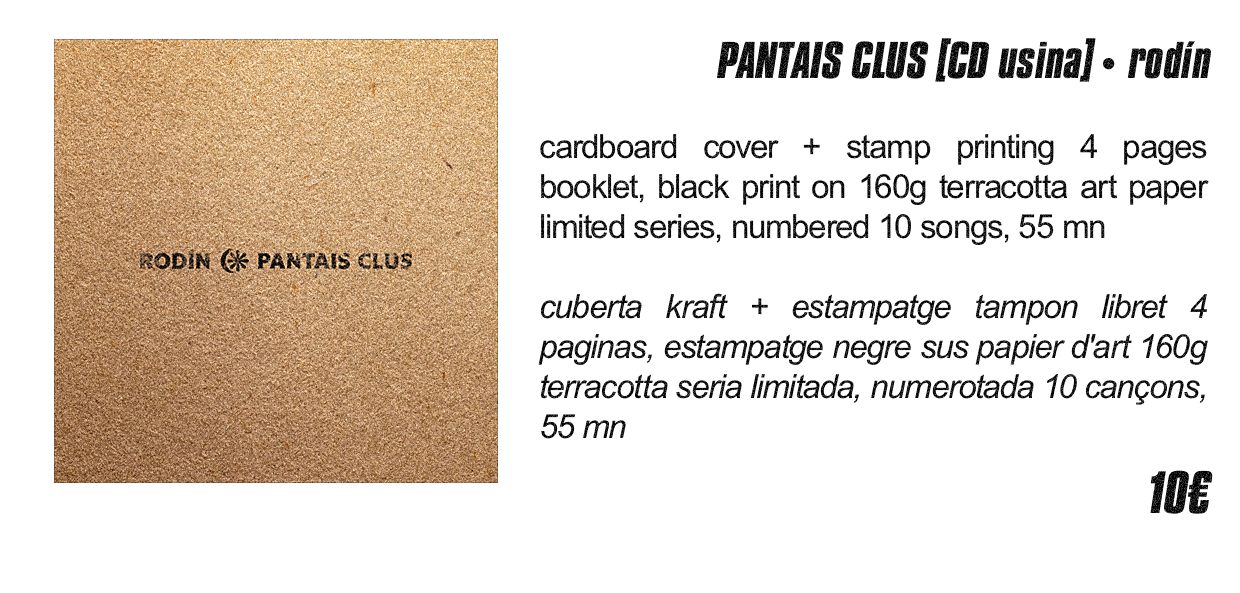 PANTAIS CLUS [CD usina] • rodín
RODÍN PANTAIS CLUS
cardboard cover + stamp printing 4 pages
booklet, black print on 160g terracotta art paper
limited series, numbered 10 songs, 55 mn
cuberta kraft + estampatge tampon libret 4
paginas, estampatge negre sus papier d'art 160g
terracotta seria limitada, numerotada 10 cançons,
55 mn
10€